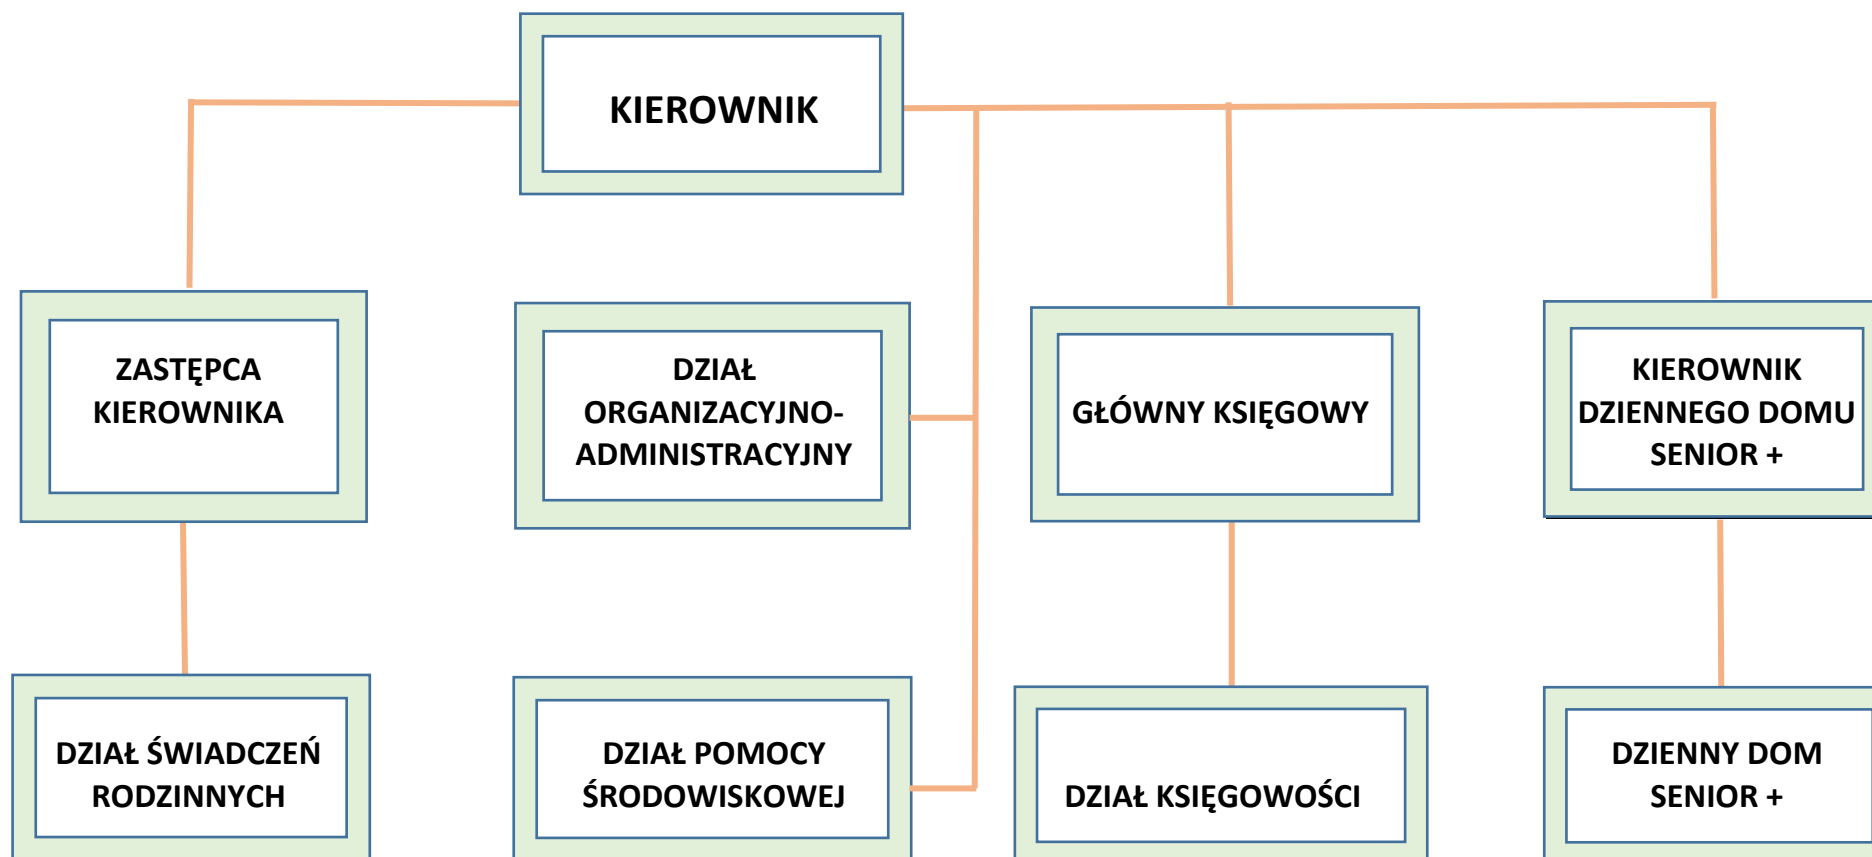 KIEROWNIK
ZASTĘPCA
KIEROWNIKA
DZIAŁ
ORGANIZACYJNO-
ADMINISTRACYJNY
GŁÓWNY KSIĘGOWY
KIEROWNIK
DZIENNEGO DOMU
SENIOR +
DZIAŁ ŚWIADCZEŃ
RODZINNYCH
DZIAŁ POMOCY
ŚRODOWISKOWEJ
DZIAŁ KSIĘGOWOŚCI
DZIENNY DOM
SENIOR +